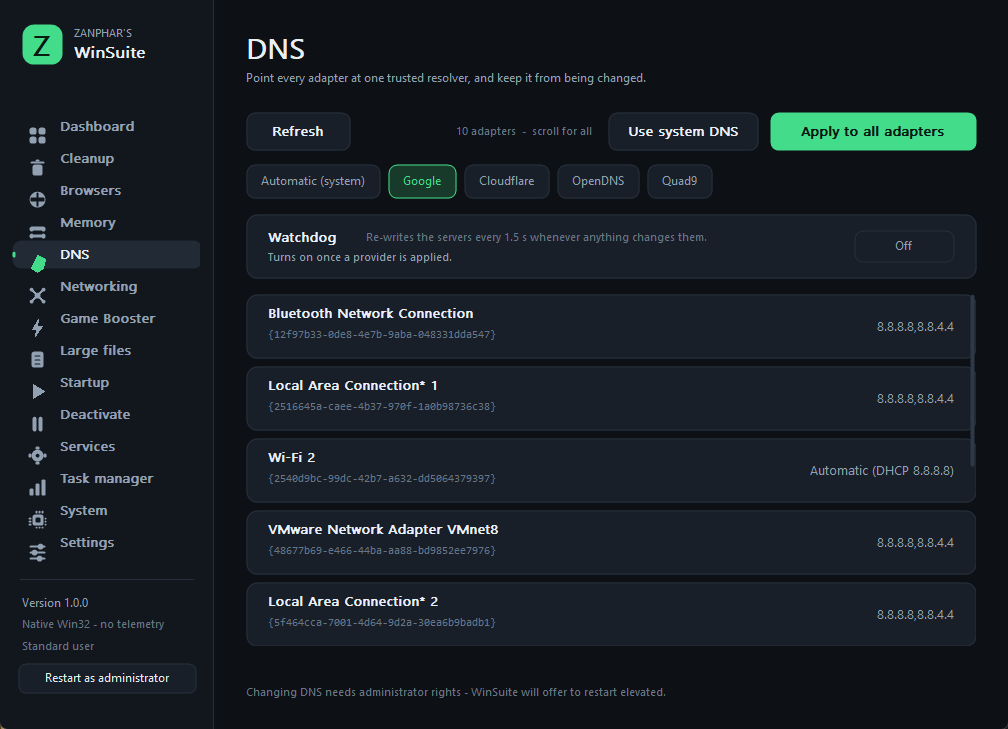 Z
ZANPHAR'S
WinSuite
Dashboard
Cleanup
Browsers
Memory
DNS
Networking
Game Booster
Large files
Startup
Deactivate
Services
Task manager
System
Settings
Version 1.0.0
Native Win32 - no telemetry
Standard user
Restart as administrator
DNS
Point every adapter at one trusted resolver, and keep it from being changed.
Refresh
10 adapters - scroll for all
Use system DNS
Apply to all adapters
Automatic (system)
Google
Cloudflare
OpenDNS
Quad9
Watchdog
Re-writes the servers every 1.5 s whenever anything changes them.
Turns on once a provider is applied.
Off
Bluetooth Network Connection
{12f97b33-0de8-4e7b-9aba-048331dda547}
8.8.8.8,8.8.4.4
Local Area Connection* 1
{2516645a-caee-4b37-970f-1a0b98736c38}
8.8.8.8,8.8.4.4
Wi-Fi 2
{2540d9bc-99dc-42b7-a632-dd5064379397}
Automatic (DHCP 8.8.8.8)
VMware Network Adapter VMnet8
{48677b69-e466-44ba-aa88-bd9852ee7976}
8.8.8.8,8.8.4.4
Local Area Connection* 2
{5f464cca-7001-4d64-9d2a-30ea6b9badb1}
8.8.8.8,8.8.4.4
Changing DNS needs administrator rights - WinSuite will offer to restart elevated.